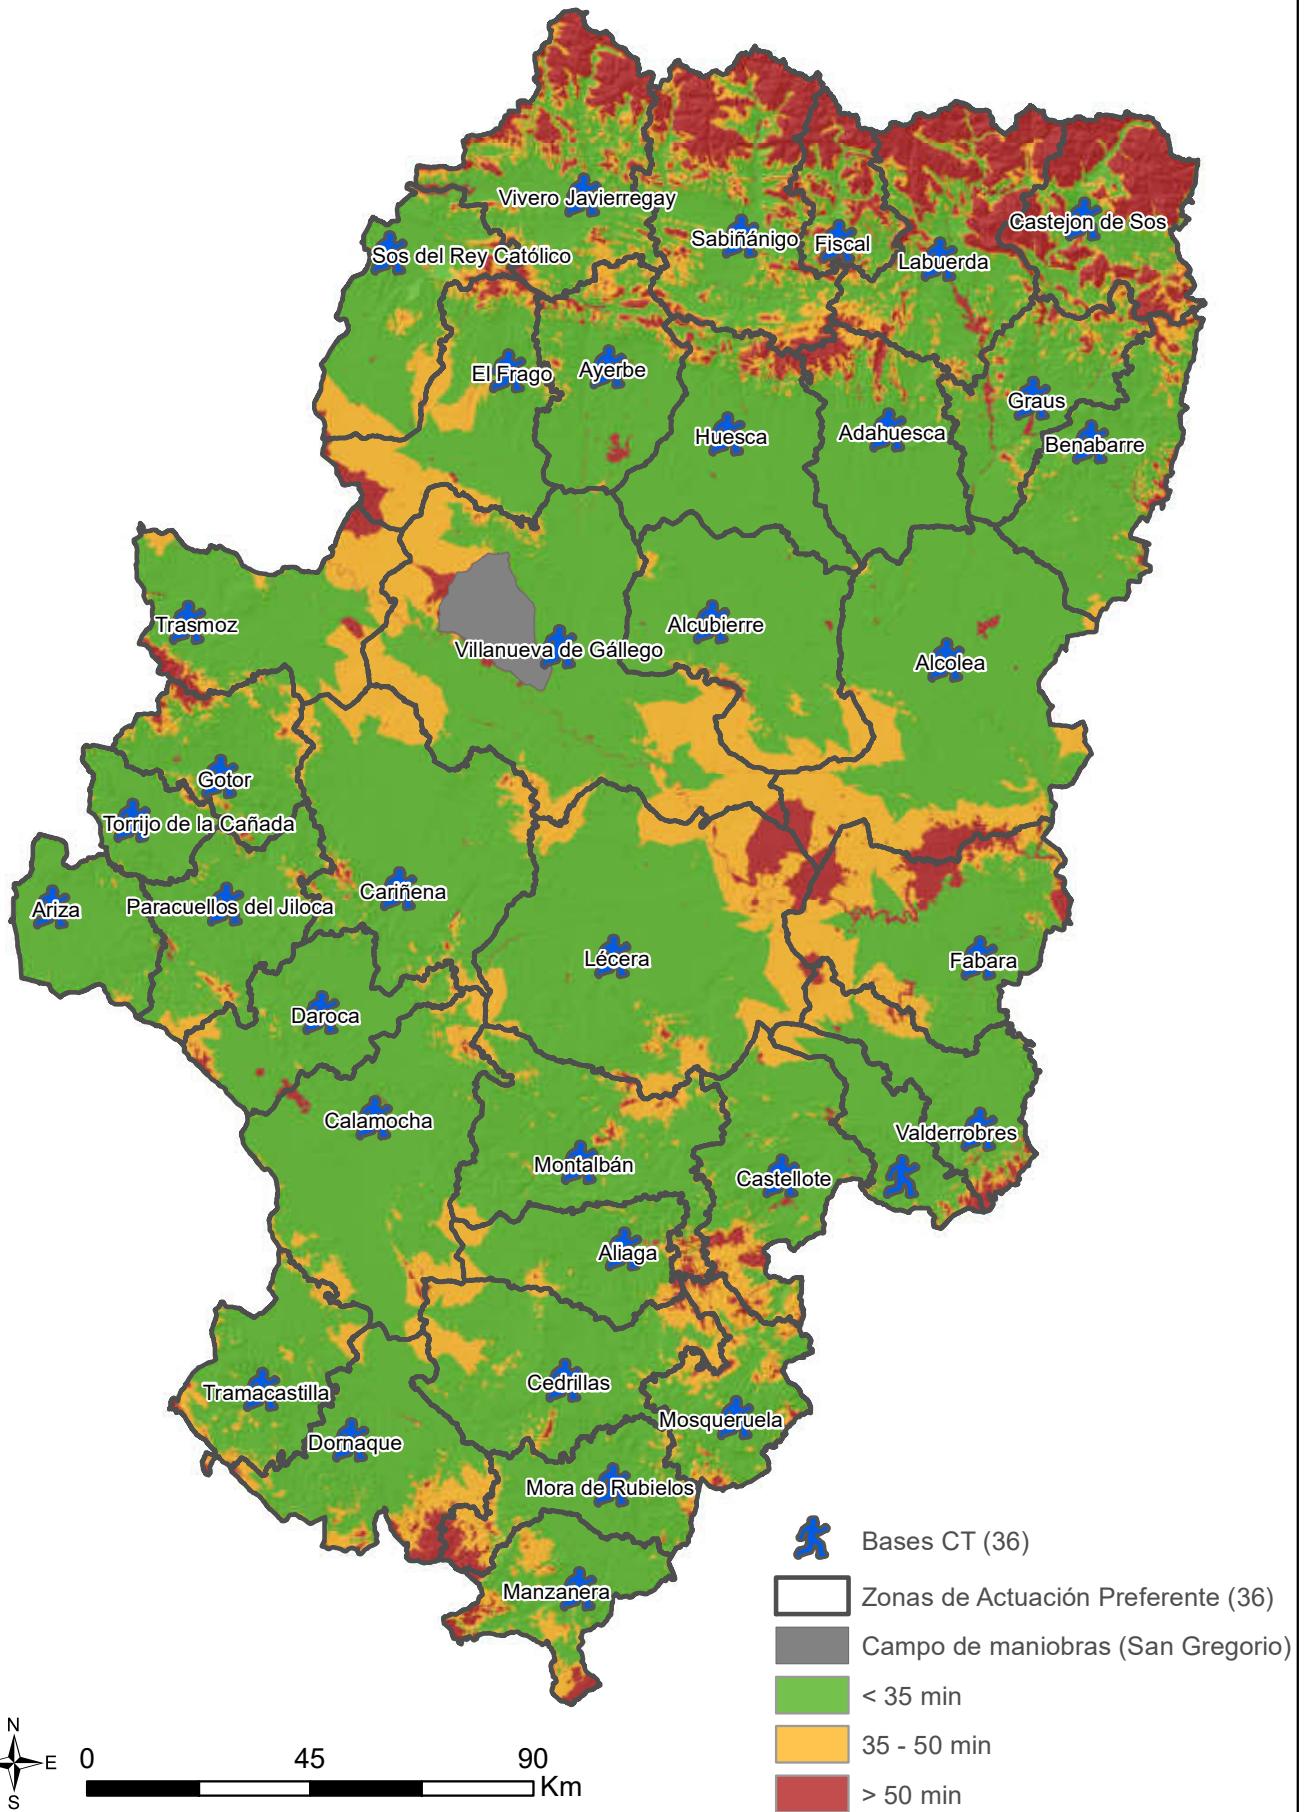 Vivero Javierregay
Sabiñánigo
Fiscal
Castejon de Sos
Sos del Rey Católico
Labuerda
El Frago
Ayerbe
Graus
Huesca
Adahuesca
Benabarre
Trasmoz
Alcubierre
Villanueva de Gállego
Alcolea
Gotor
Torrijo de la Cañada
Ariza
Paracuellos del Jiloca
Cariñena
Lécera
Fabara
Daroca
Calamocha
Valderrobres
Montalbán
Castellote
Aliaga
Tramacastilla
Cedrillas
Mosqueruela
Dornaque
Mora de Rubielos
Manzanera
Bases CT (36)
Zonas de Actuación Preferente (36)
Campo de maniobras (San Gregorio)
< 35 min
35 - 50 min
> 50 min
N
E
S
0 45 90
Km